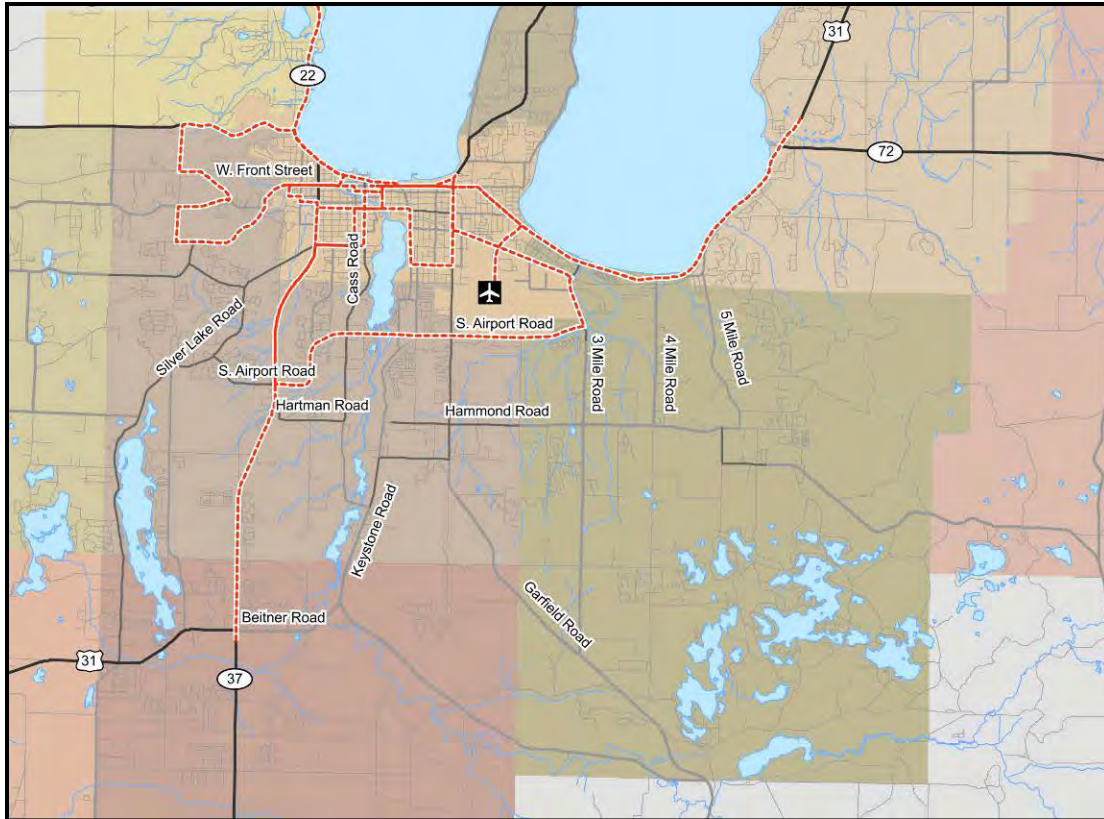 31
22
72
W. Front Street
Cass Road
S. Airport Road
Silver Lake Road
5 Mile Road
3 Mile Road
4 Mile Road
S. Airport Road
Hartman Road
Hammond Road
Keystone Road
Garfield Road
Beitner Road
31
37